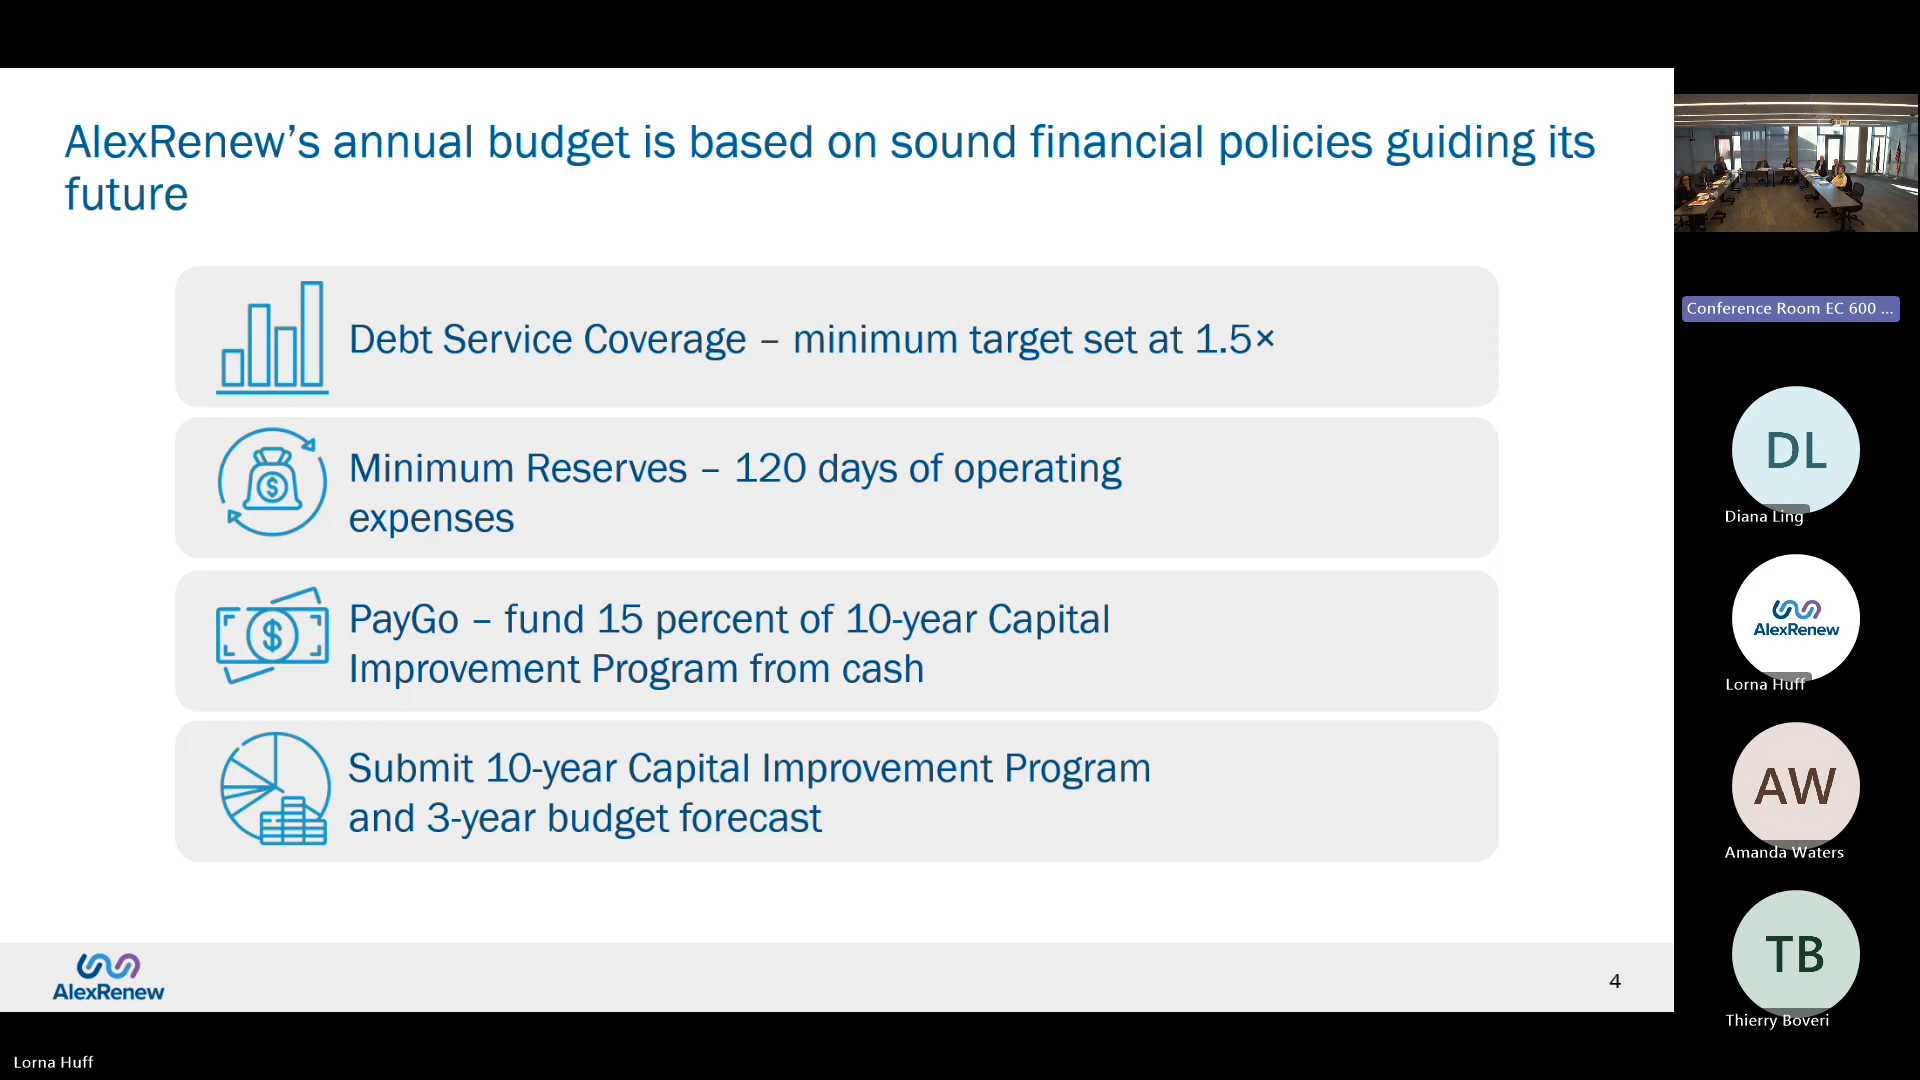 AlexRenew’s annual budget is based on sound financial policies guiding its
future
Debt Service Coverage – minimum target set at 1.5×
Minimum Reserves – 120 days of operating
expenses
PayGo – fund 15 percent of 10-year Capital
Improvement Program from cash
Submit 10-year Capital Improvement Program
and 3-year budget forecast
AlexRenew
4
Conference Room EC 600 ...
DL
Diana Ling
AlexRenew
Lorna Huff
AW
Amanda Waters
TB
Thierry Boveri
Lorna Huff